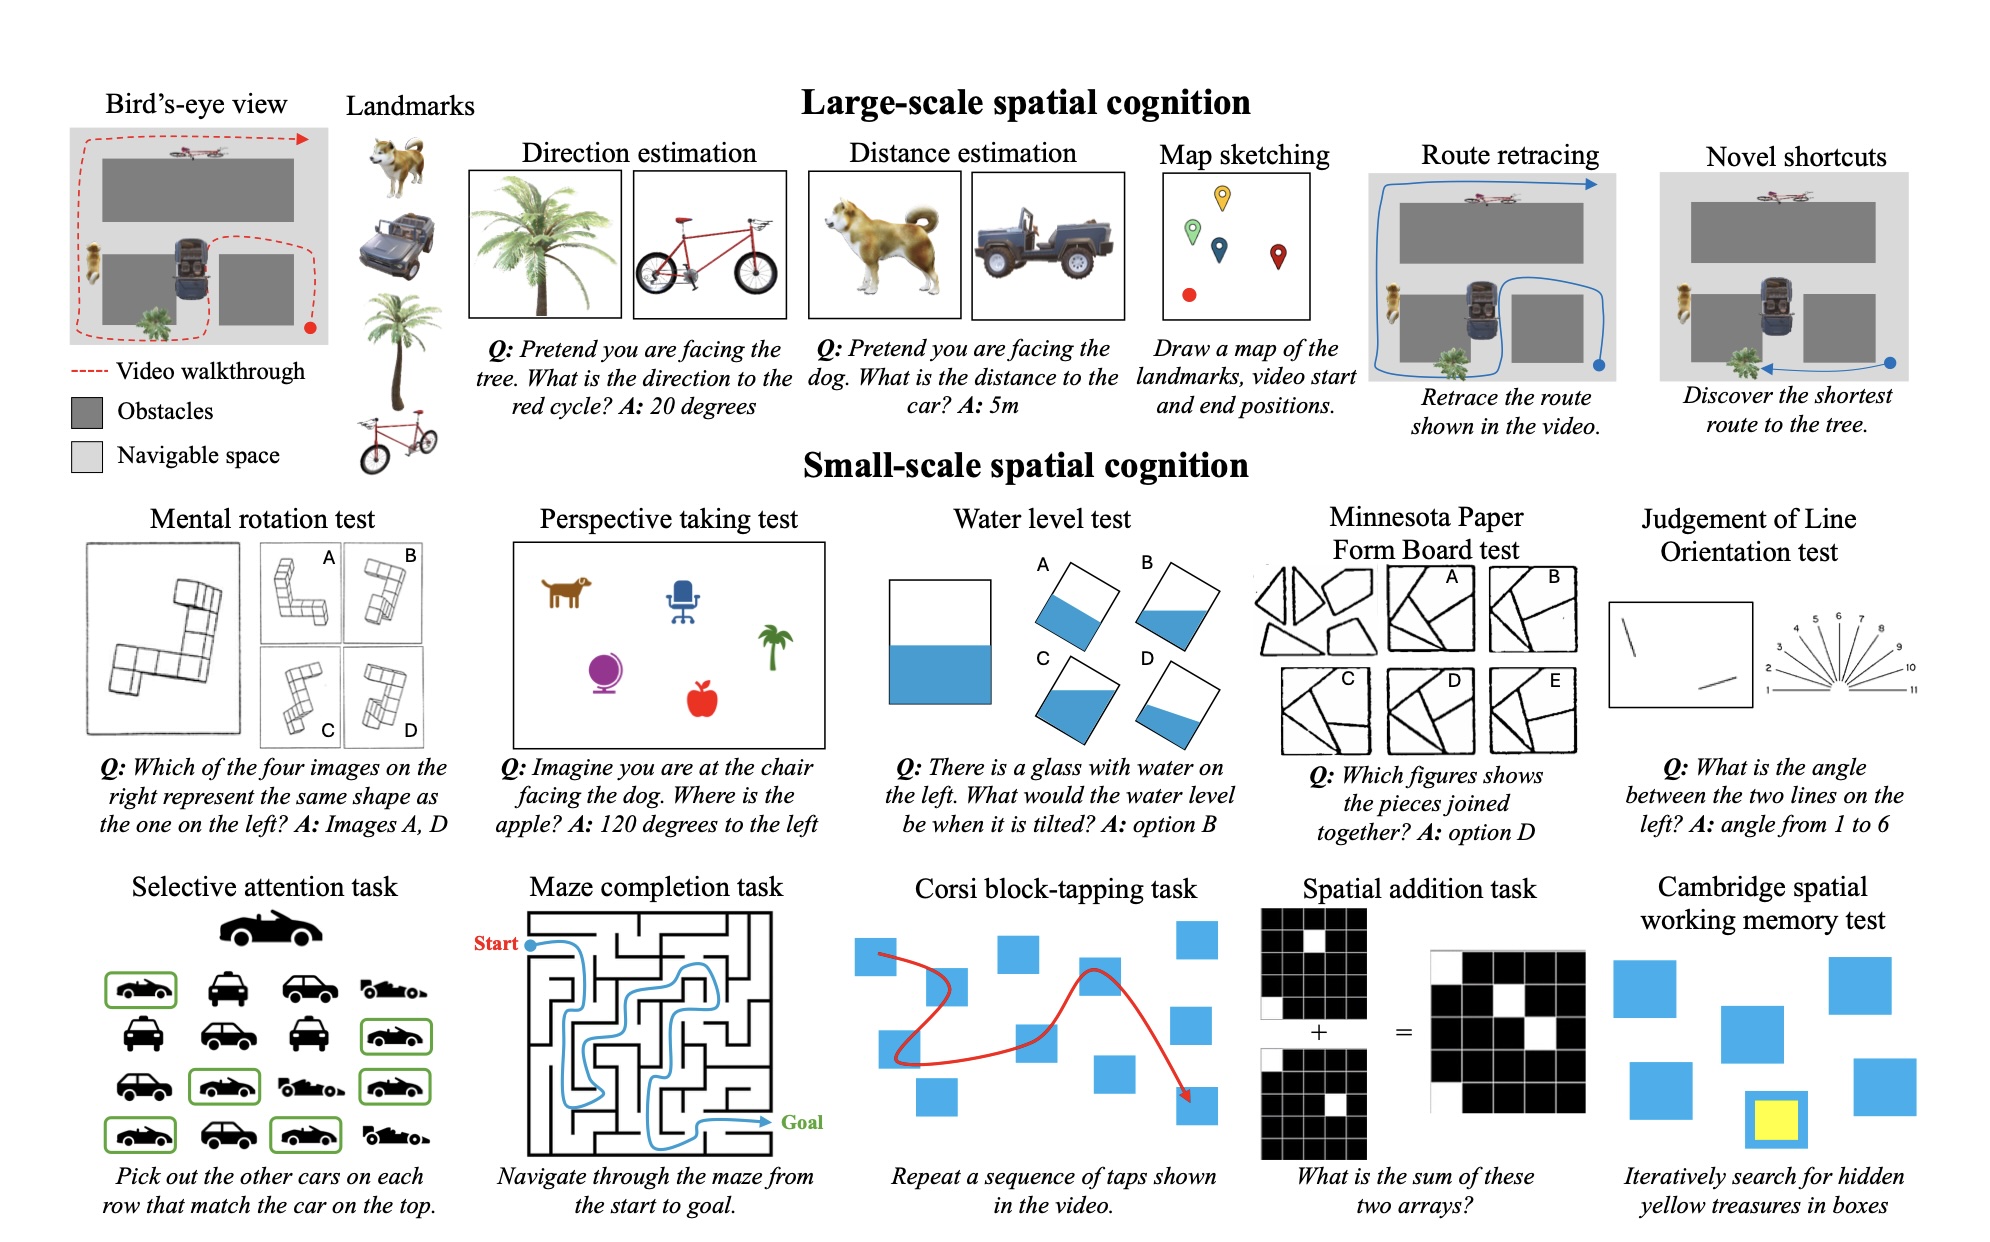 Large-scale spatial cognition
Bird's-eye view
Video walkthrough
Obstacles
Navigable space
Landmarks
Direction estimation
Q: Pretend you are facing the
tree. What is the direction to the
red cycle? A: 20 degrees
Distance estimation
Q: Pretend you are facing the
dog. What is the distance to the
car? A: 5m
Map sketching
Draw a map of the
landmarks, video start
and end positions.
Route retracing
Retrace the route
shown in the video.
Novel shortcuts
Discover the shortest
route to the tree.
Small-scale spatial cognition
Mental rotation test
A
B
C
D
Q: Which of the four images on the
right represent the same shape as
the one on the left? A: Images A, D
Perspective taking test
Q: Imagine you are at the chair
facing the dog. Where is the
apple? A: 120 degrees to the left
Water level test
A
B
C
D
Q: There is a glass with water on
the left. What would the water level
be when it is tilted? A: option B
Minnesota Paper
Form Board test
A
B
C
D
E
Q: Which figures shows
the pieces joined
together? A: option D
Judgement of Line
Orientation test
1
2
3
4
5
6
7
8
9
10
11
Q: What is the angle
between the two lines on the
left? A: angle from 1 to 6
Selective attention task
Pick out the other cars on each
row that match the car on the top.
Maze completion task
Start
Goal
Navigate through the maze from
the start to goal.
Corsi block-tapping task
Repeat a sequence of taps shown
in the video.
Spatial addition task
+
=
What is the sum of these
two arrays?
Cambridge spatial
working memory test
Iteratively search for hidden
yellow treasures in boxes